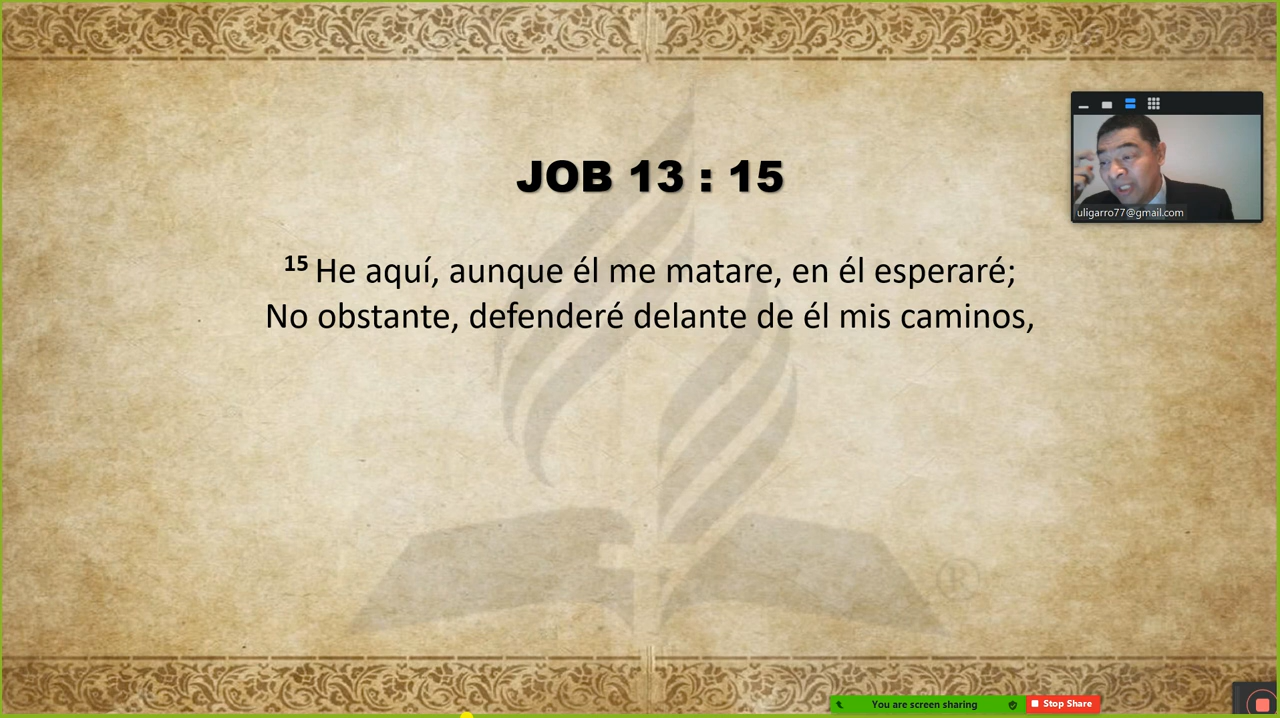 JOB 13 : 15
uligarro77@gmail.com
15 He aquí, aunque él me matare, en él esperaré;
No obstante, defenderé delante de él mis caminos,
®
You are screen sharing
Stop Share